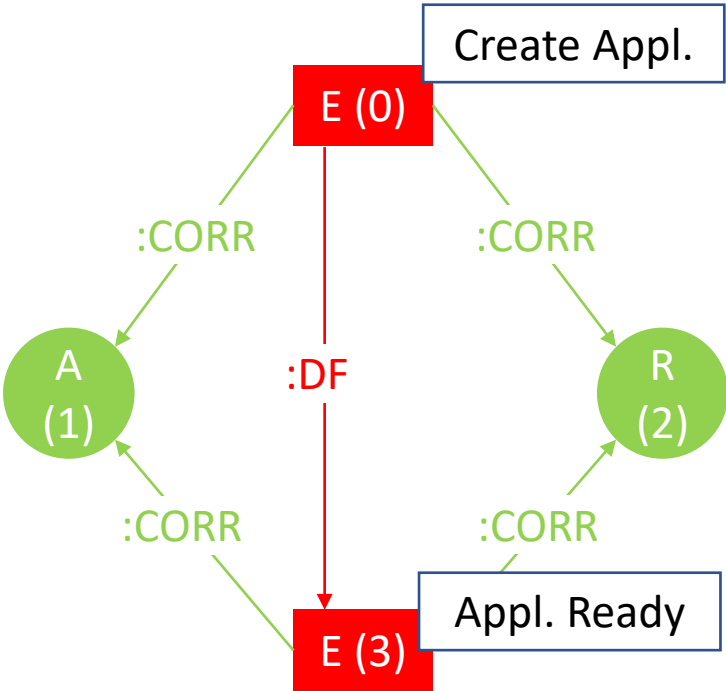 Create Appl.
E (0)
:CORR
:CORR
A
(1)
:DF
R
(2)
:CORR
:CORR
Appl. Ready
E (3)